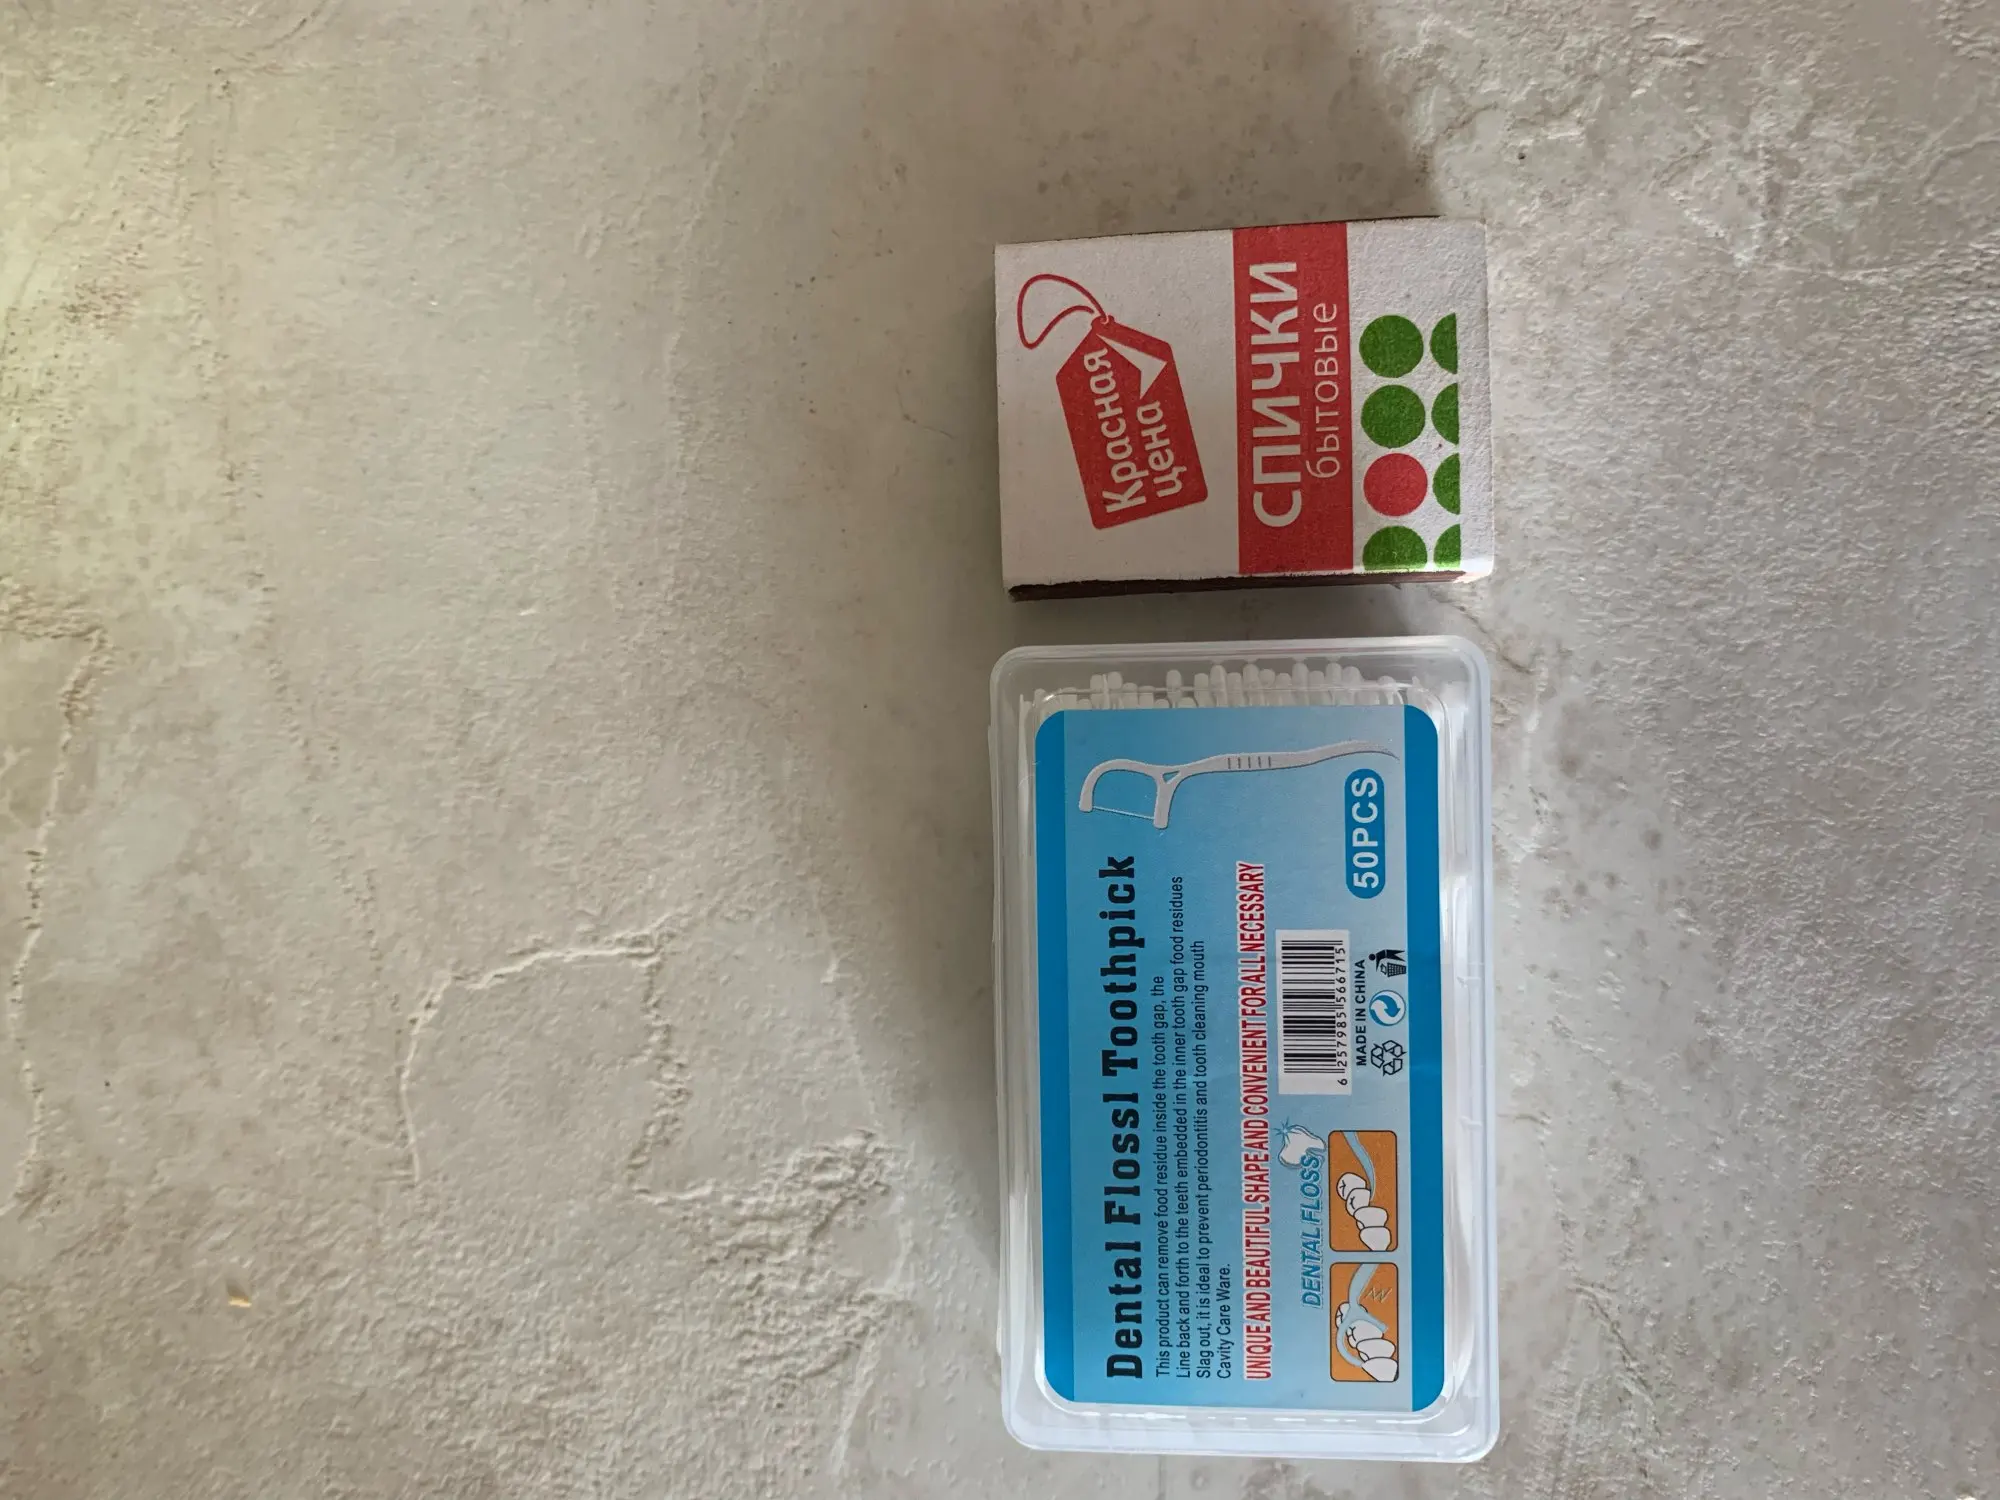 Dental Flossl Toothpick
This product can remove food residue inside the tooth gap, the
Line back and forth to the teeth embedded in the inner tooth gap food residues
Slag out, it is ideal to prevent periodontitis and tooth cleaning mouth
Cavity Care Ware.
UNIQUE AND BEAUTIFUL SHAPE AND CONVENIENT FOR ALL NECESSARY
DENTAL FLOSS
6 257985 566715
MADE IN CHINA
50PCS
Красная
цена
СПИЧКИ
бытовые